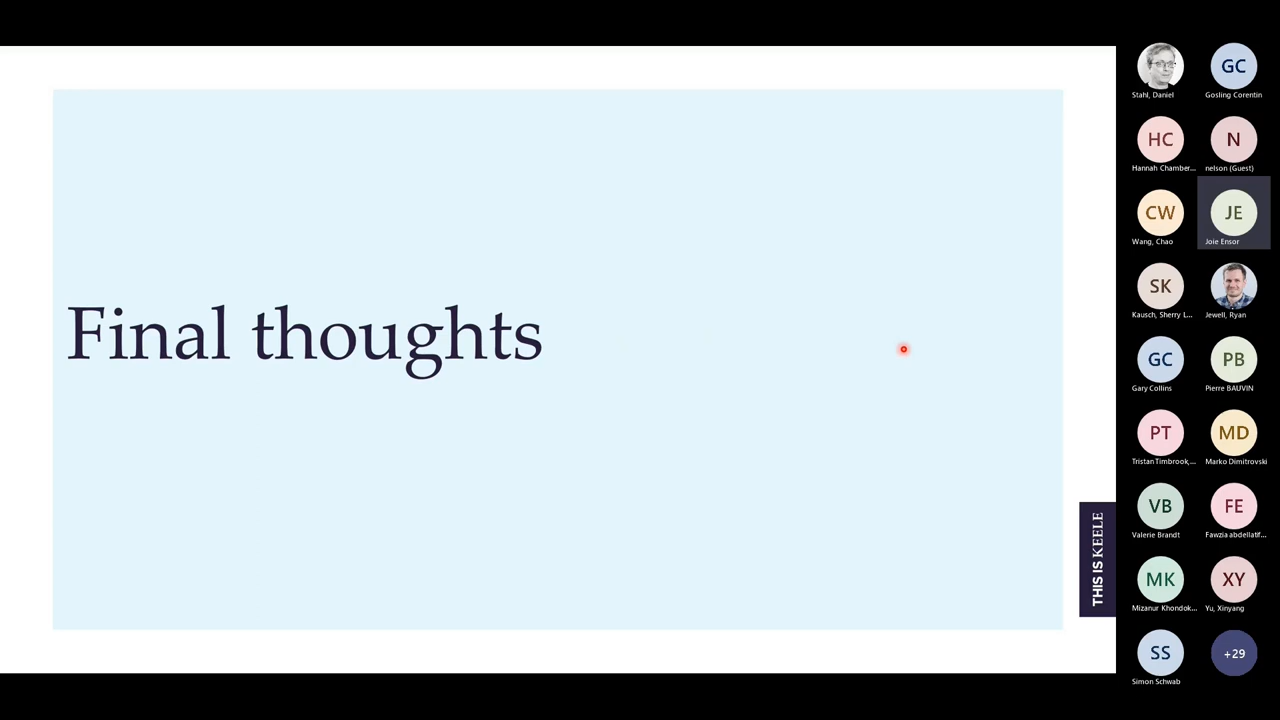 Final thoughts
THIS IS KEELE
Stahl, Daniel
GC
Gosling Corentin
HC
Hannah Chamber...
N
nelson (Guest)
CW
Wang, Chao
JE
Joie Ensor
SK
Kausch, Sherry L...
Jewell, Ryan
GC
Gary Collins
PB
Pierre BAUVIN
PT
Tristan Timbrook,...
MD
Marko Dimitrovski
VB
Valerie Brandt
FE
Fawzia abdellatif...
MK
Mizanur Khondok...
XY
Yu, Xinyang
SS
Simon Schwab
+29